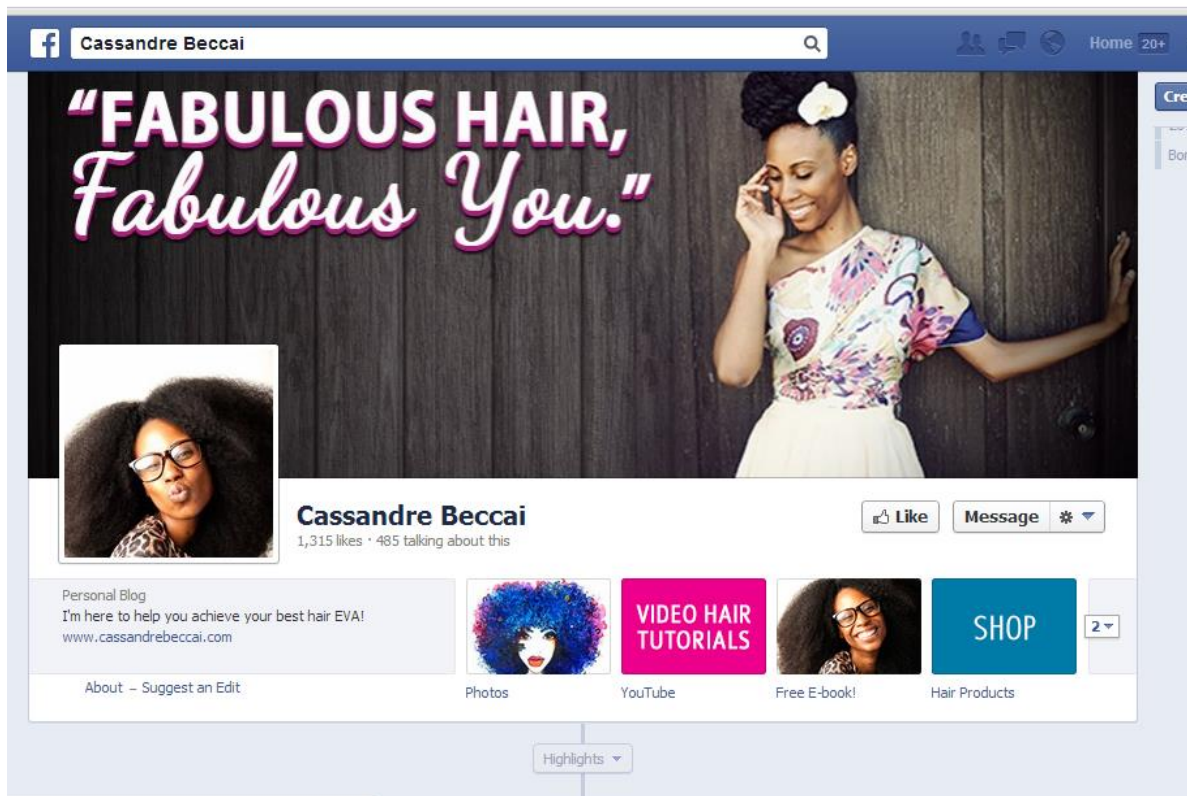 f
Cassandre Beccai
Home 20+
"FABULOUS HAIR,
Fabulous You."
Cre
Bor
Cassandre Beccai
1,315 likes · 485 talking about this
Like
Message
Personal Blog
I'm here to help you achieve your best hair EVA!
www.cassandrebeccai.com
About – Suggest an Edit
VIDEO HAIR
TUTORIALS
SHOP
2
Photos
YouTube
Free E-book!
Hair Products
Highlights